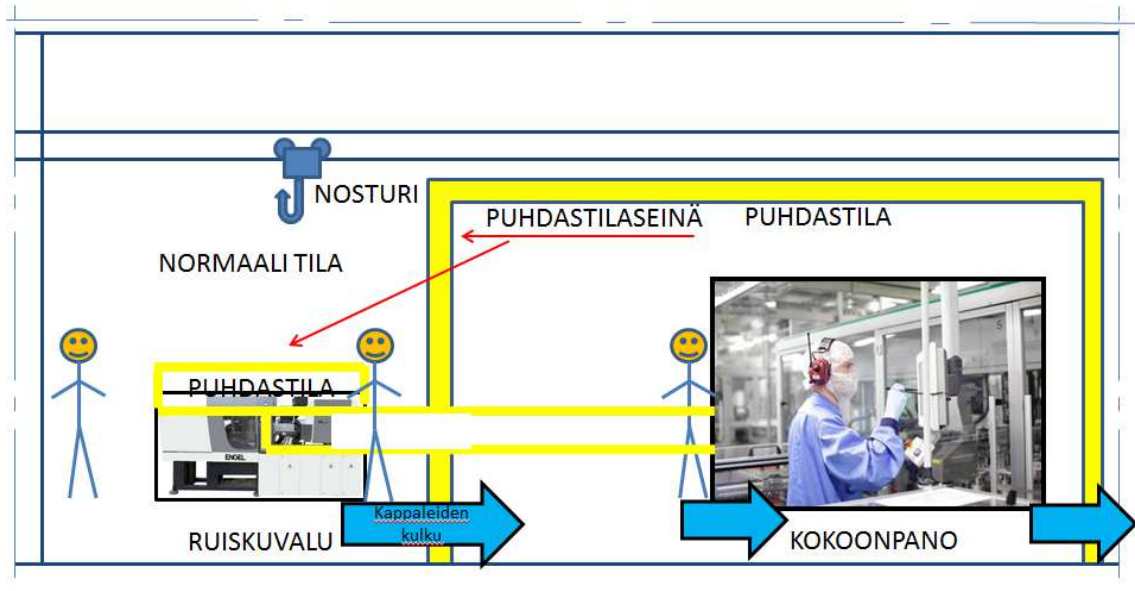 NOSTURI
PUHDASTILASEINÄ
PUHDASTILA
NORMAALI TILA
PUHDASTILA
ENGEL
Kappaleiden
kulku
RUISKUVALU
KOKOONPANO